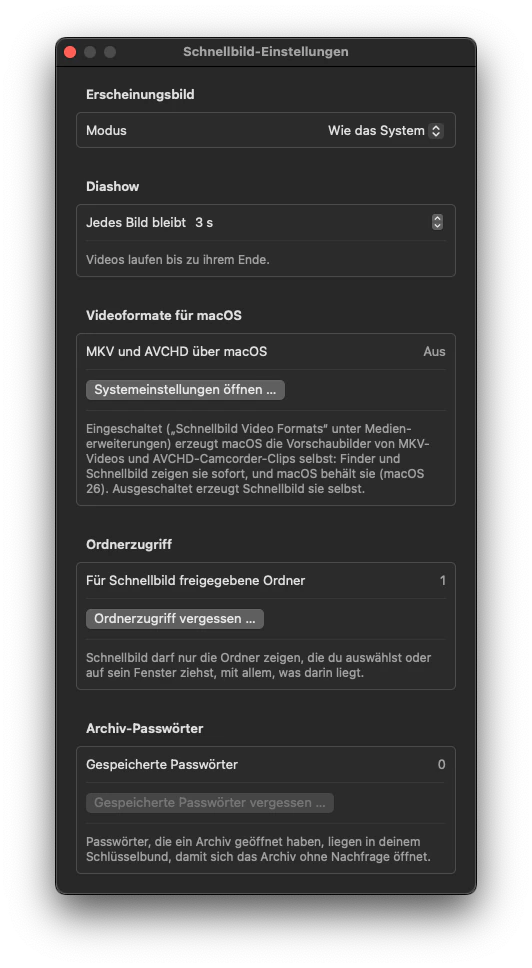 Schnellbild-Einstellungen
Erscheinungsbild
Modus Wie das System
Diashow
Jedes Bild bleibt 3 s
Videos laufen bis zu ihrem Ende.
Videoformate für macOS
MKV und AVCHD über macOS Aus
Systemeinstellungen öffnen ...
Eingeschaltet („Schnellbild Video Formats“ unter Medien-
erweiterungen) erzeugt macOS die Vorschaubilder von MKV-
Videos und AVCHD-Camcorder-Clips selbst: Finder und
Schnellbild zeigen sie sofort, und macOS behält sie (macOS
26). Ausgeschaltet erzeugt Schnellbild sie selbst.
Ordnerzugriff
Für Schnellbild freigegebene Ordner 1
Ordnerzugriff vergessen ...
Schnellbild darf nur die Ordner zeigen, die du auswählst oder
auf sein Fenster ziehst, mit allem, was darin liegt.
Archiv-Passwörter
Gespeicherte Passwörter 0
Gespeicherte Passwörter vergessen ...
Passwörter, die ein Archiv geöffnet haben, liegen in deinem
Schlüsselbund, damit sich das Archiv ohne Nachfrage öffnet.